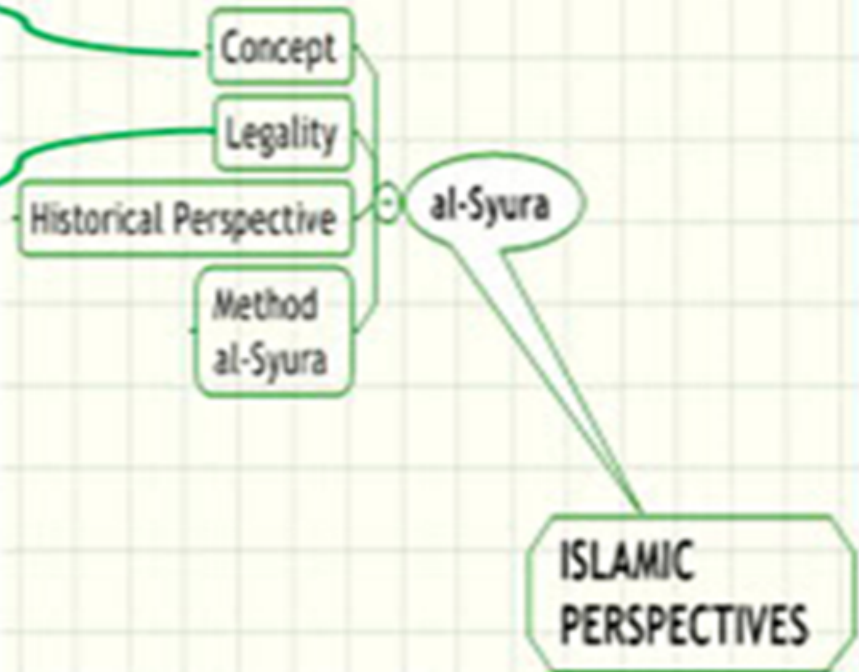 Concept
Legality
al-Syura
Historical Perspective
Method
al-Syura
ISLAMIC
PERSPECTIVES